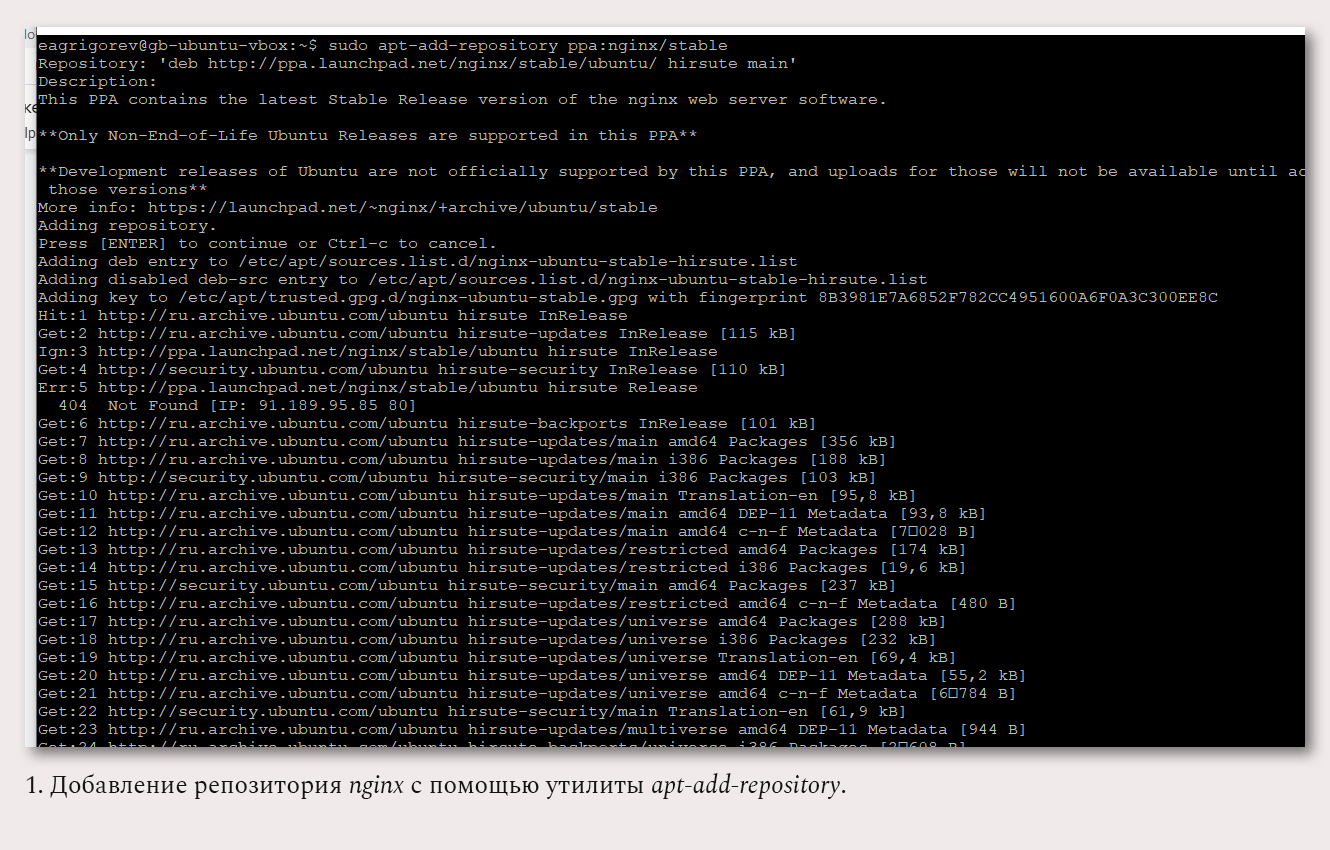 eagrigorev@gb-ubuntu-vbox:~$ sudo apt-add-repository ppa:nginx/stable
Repository: 'deb http://ppa.launchpad.net/nginx/stable/ubuntu/ hirsute main'
Description:
This PPA contains the latest Stable Release version of the nginx web server software.
**Only Non-End-of-Life Ubuntu Releases are supported in this PPA**
**Development releases of Ubuntu are not officially supported by this PPA, and uploads for those will not be available until
those versions**
More info: https://launchpad.net/~nginx/+archive/ubuntu/stable
Adding repository.
Press [ENTER] to continue or Ctrl-c to cancel.
Adding deb entry to /etc/apt/sources.list.d/nginx-ubuntu-stable-hirsute.list
Adding disabled deb-src entry to /etc/apt/sources.list.d/nginx-ubuntu-stable-hirsute.list
Adding key to /etc/apt/trusted.gpg.d/nginx-ubuntu-stable.gpg with fingerprint 8B3981E7A6852F782CC4951600A6F0A3C300EE8C
Hit:1 http://ru.archive.ubuntu.com/ubuntu hirsute InRelease
Get:2 http://ru.archive.ubuntu.com/ubuntu hirsute-updates InRelease [115 kB]
Ign:3 http://ppa.launchpad.net/nginx/stable/ubuntu hirsute InRelease
Get:4 http://security.ubuntu.com/ubuntu hirsute-security InRelease [110 kB]
Err:5 http://ppa.launchpad.net/nginx/stable/ubuntu hirsute Release
404 Not Found [IP: 91.189.95.85 80]
Get:6 http://ru.archive.ubuntu.com/ubuntu hirsute-backports InRelease [101 kB]
Get:7 http://ru.archive.ubuntu.com/ubuntu hirsute-updates/main amd64 Packages [356 kB]
Get:8 http://ru.archive.ubuntu.com/ubuntu hirsute-updates/main i386 Packages [188 kB]
Get:9 http://security.ubuntu.com/ubuntu hirsute-security/main i386 Packages [103 kB]
Get:10 http://ru.archive.ubuntu.com/ubuntu hirsute-updates/main Translation-en [95,8 kB]
Get:11 http://ru.archive.ubuntu.com/ubuntu hirsute-updates/main amd64 DEP-11 Metadata [93,8 kB]
Get:12 http://ru.archive.ubuntu.com/ubuntu hirsute-updates/main amd64 c-n-f Metadata [7□028 B]
Get:13 http://ru.archive.ubuntu.com/ubuntu hirsute-updates/restricted amd64 Packages [174 kB]
Get:14 http://ru.archive.ubuntu.com/ubuntu hirsute-updates/restricted i386 Packages [19,6 kB]
Get:15 http://security.ubuntu.com/ubuntu hirsute-security/main amd64 Packages [237 kB]
Get:16 http://ru.archive.ubuntu.com/ubuntu hirsute-updates/restricted amd64 c-n-f Metadata [480 B]
Get:17 http://ru.archive.ubuntu.com/ubuntu hirsute-updates/universe amd64 Packages [288 kB]
Get:18 http://ru.archive.ubuntu.com/ubuntu hirsute-updates/universe i386 Packages [232 kB]
Get:19 http://ru.archive.ubuntu.com/ubuntu hirsute-updates/universe Translation-en [69,4 kB]
Get:20 http://ru.archive.ubuntu.com/ubuntu hirsute-updates/universe amd64 DEP-11 Metadata [55,2 kB]
Get:21 http://ru.archive.ubuntu.com/ubuntu hirsute-updates/universe amd64 c-n-f Metadata [6□784 B]
Get:22 http://security.ubuntu.com/ubuntu hirsute-security/main Translation-en [61,9 kB]
Get:23 http://ru.archive.ubuntu.com/ubuntu hirsute-updates/multiverse amd64 DEP-11 Metadata [944 B]
1. Добавление репозитория nginx с помощью утилиты apt-add-repository.